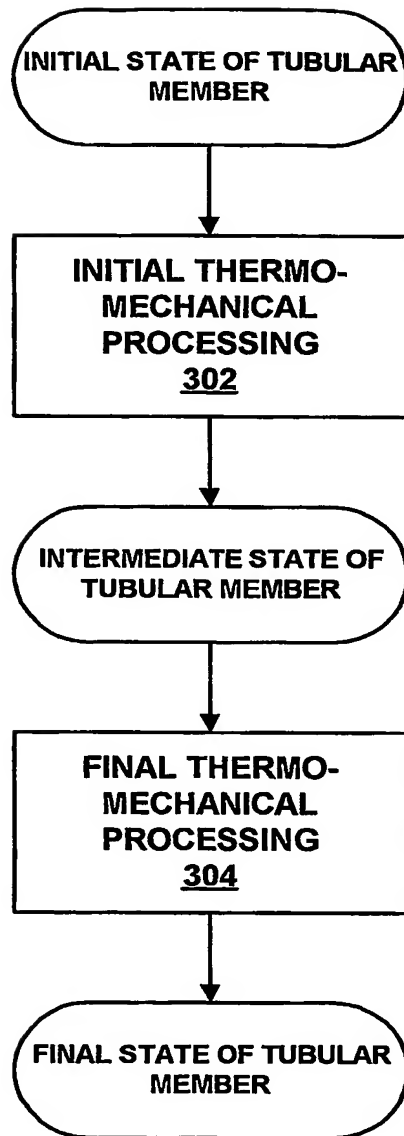 INITIAL STATE OF TUBULAR
MEMBER
INITIAL THERMO-
MECHANICAL
PROCESSING
302
INTERMEDIATE STATE OF
TUBULAR MEMBER
FINAL THERMO-
MECHANICAL
PROCESSING
304
FINAL STATE OF TUBULAR
MEMBER